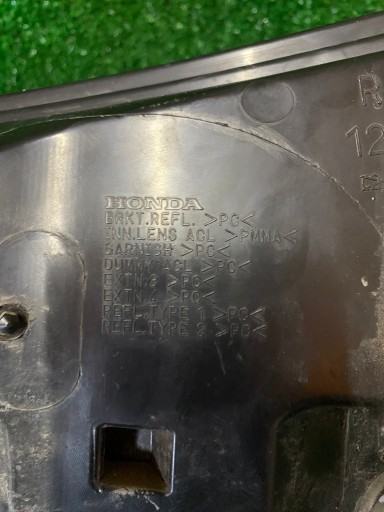 HONDA
BRKT.REFL. >PC<
INN.LENS ACL >PMMA<
GARNISH >PC<
DUMMY ACL >PC<
EXTN.3 >PC<
EXTN.4 >PC<
REFL.TYPE 1 >PC<
REFL.TYPE 2 >PC<
R
12